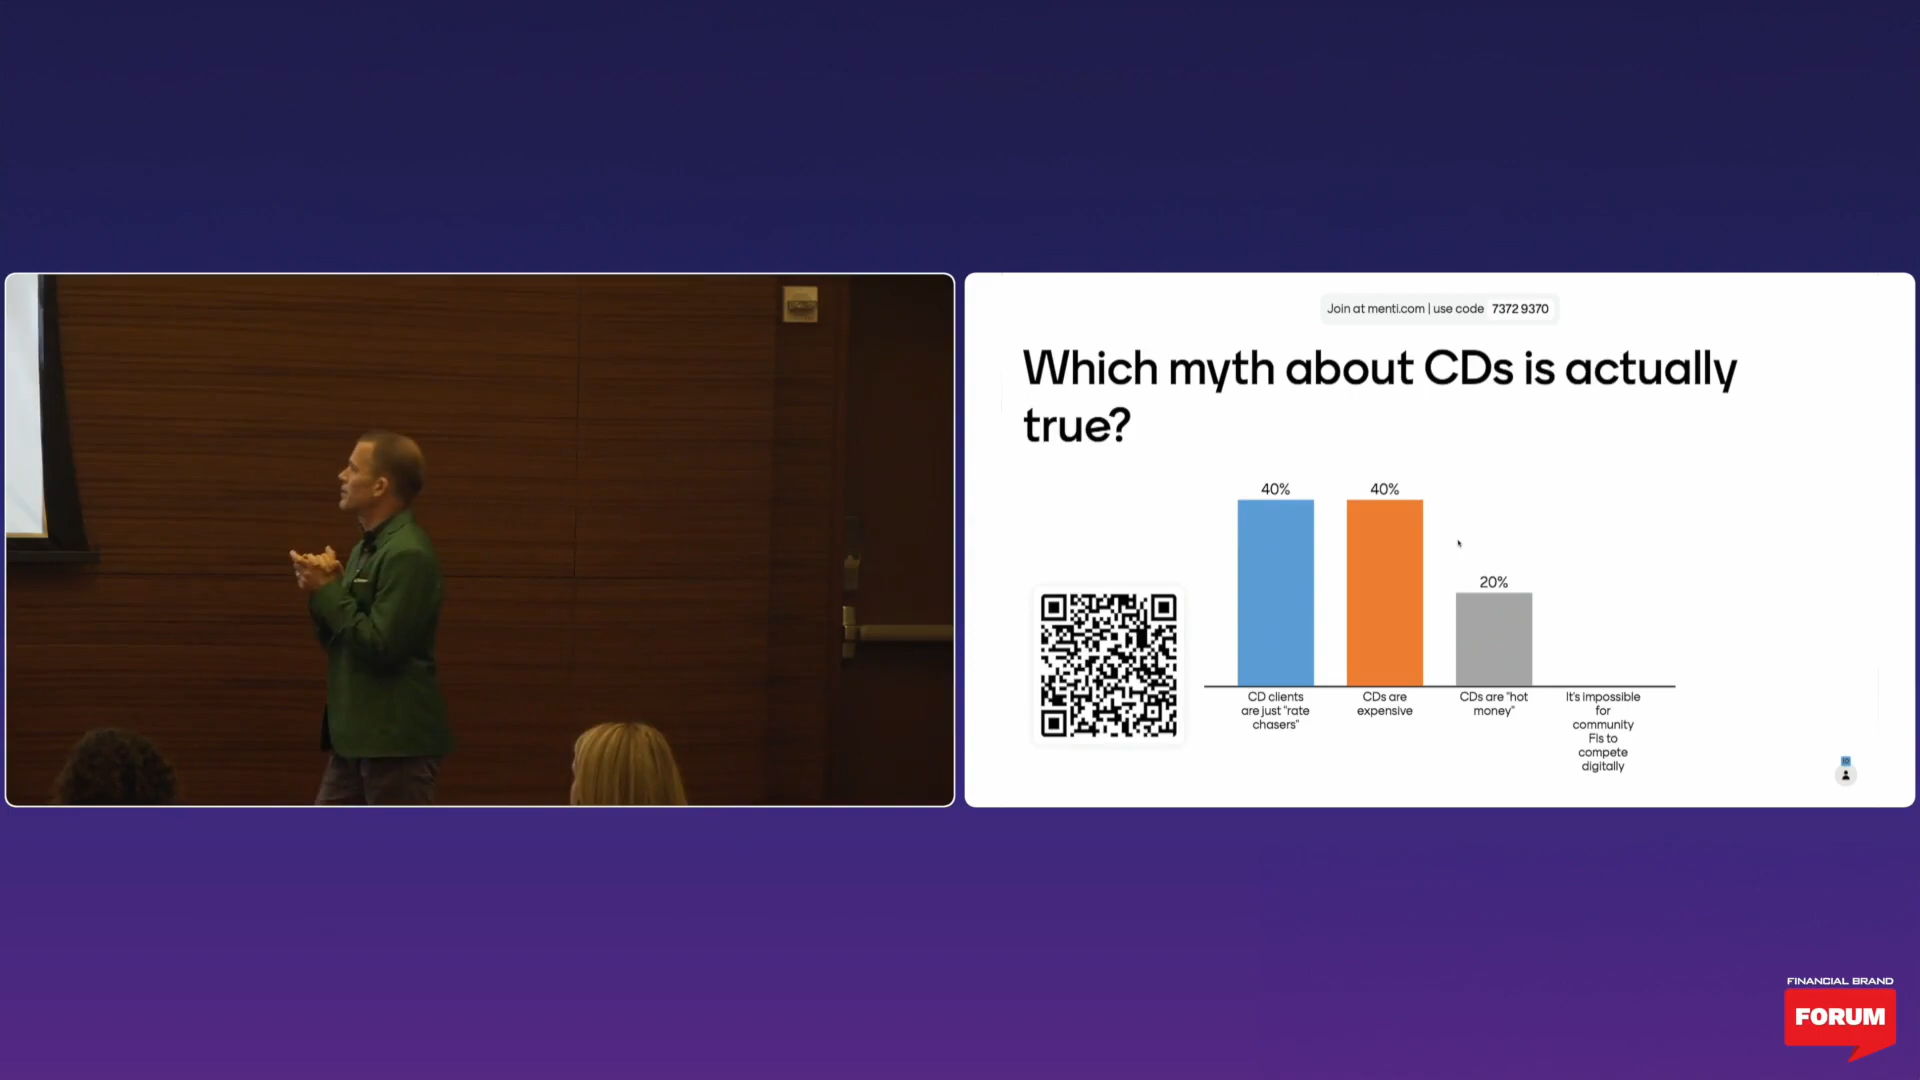 Join at menti.com | use code 7372 9370
Which myth about CDs is actually
true?
40%
40%
20%
CD clients
are just "rate
chasers"
CDs are
expensive
CDs are "hot
money"
It's impossible
for
community
FIs to
compete
digitally
FINANCIAL BRAND
FORUM